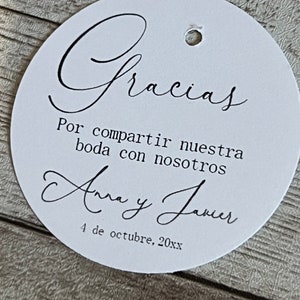 Gracias
Por compartir nuestra
boda con nosotros
Anna y Javier
4 de octubre, 20xx